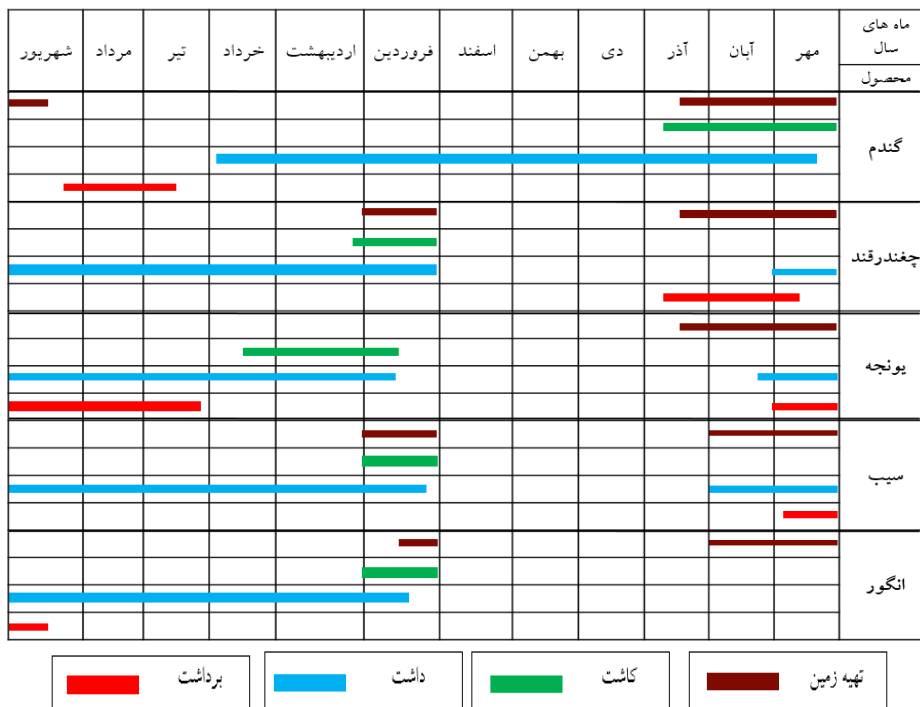 ماه های
سال
محصول
مهر
آبان
آذر
دی
بهمن
اسفند
فروردین
اردیبهشت
خرداد
تیر
مرداد
شهریور
گندم
چغندرقند
یونجه
سیب
انگور
تهیه زمین
کاشت
داشت
برداشت